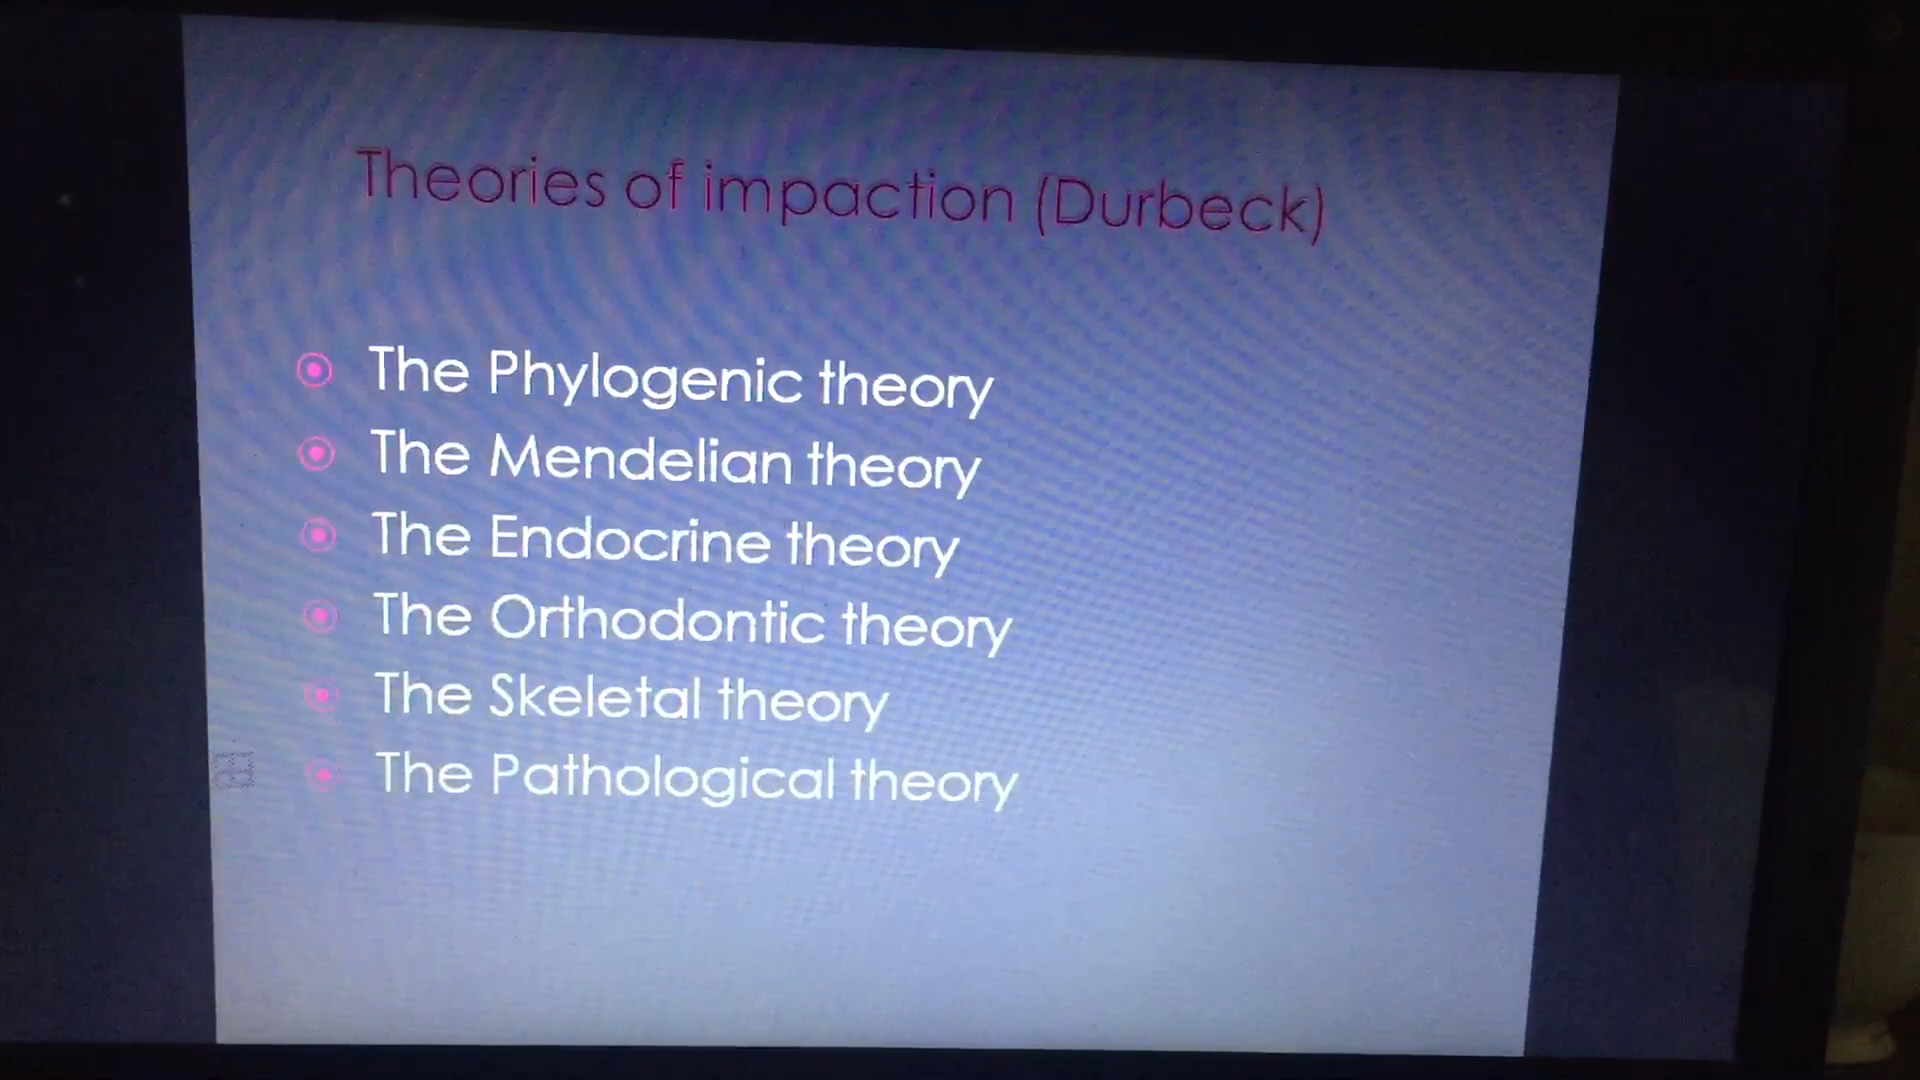 Theories of impaction (Durbeck)
The Phylogenic theory
The Mendelian theory
The Endocrine theory
The Orthodontic theory
The Skeletal theory
The Pathological theory